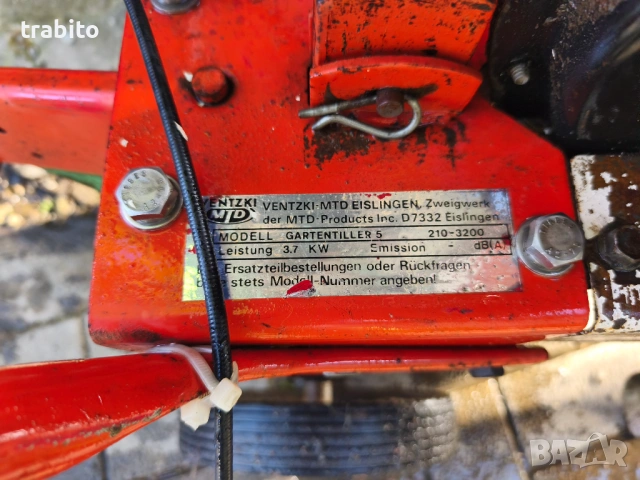 trabito
VENTZKI VENTZKI-MTD EISLINGEN, Zweigwerk
MTD der MTD-Products Inc. D7332 Eislingen
MODELL GARTENTILLER 5 210-3200
Leistung 3.7 KW Emission - dB(A)
Ersatzteilbestellungen oder Rückfragen
stets Modell-Nummer angeben!
bazar